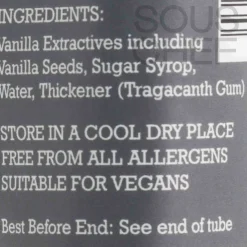 INGREDIENTS:
Vanilla Extractives including
Vanilla Seeds, Sugar Syrop,
Water, Thickener (Tragacanth Gum)
STORE IN A COOL DRY PLACE
FREE FROM ALL ALLERGENS
SUITABLE FOR VEGANS
Best Before End: See end of tube